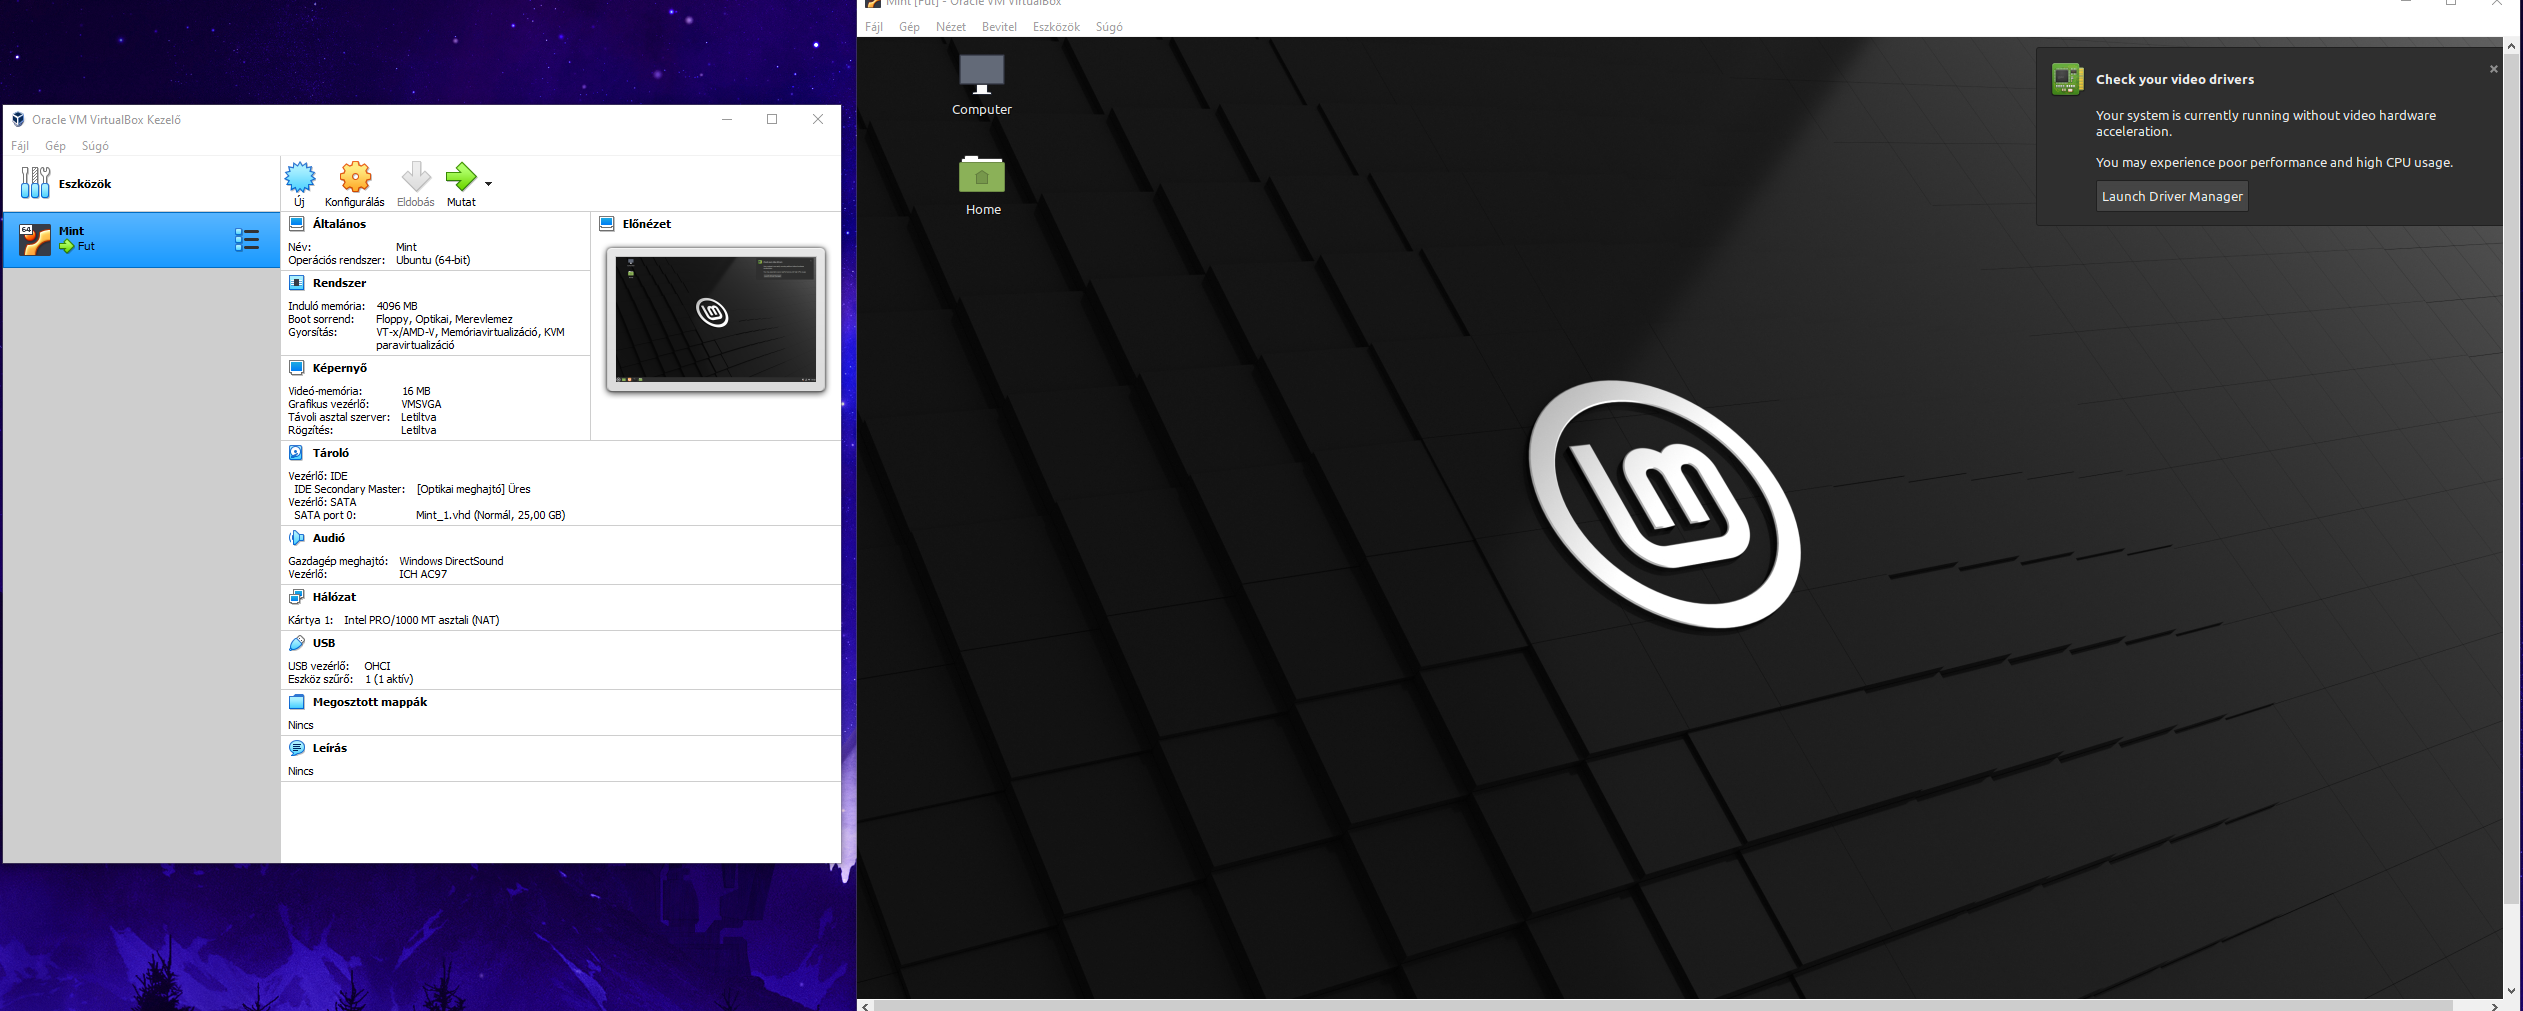 Oracle VM VirtualBox Kezelő
Fájl Gép Súgó
Eszközök
Mint
Fut
64
Új Konfigurálás Eldobás Mutat
Általános
Név: Mint
Operációs rendszer: Ubuntu (64-bit)
Rendszer
Induló memória: 4096 MB
Boot sorrend: Floppy, Optikai, Merevlemez
Gyorsítás: VT-x/AMD-V, Memóriavirtualizáció, KVM
paravirtualizáció
Képernyő
Videó-memória: 16 MB
Grafikus vezérlő: VMSVGA
Távoli asztal szerver: Letiltva
Rögzítés: Letiltva
Előnézet
Tároló
Vezérlő: IDE
IDE Secondary Master: [Optikai meghajtó] Üres
Vezérlő: SATA
SATA port 0: Mint_1.vhd (Normál, 25,00 GB)
Audió
Gazdagép meghajtó: Windows DirectSound
Vezérlő: ICH AC97
Hálózat
Kártya 1: Intel PRO/1000 MT asztali (NAT)
USB
USB vezérlő: OHCI
Eszköz szűrő: 1 (1 aktív)
Megosztott mappák
Nincs
Leírás
Nincs
Mint [Fut] - Oracle VM VirtualBox
Fájl Gép Nézet Bevitel Eszközök Súgó
Computer
Home
Check your video drivers
Your system is currently running without video hardware
acceleration.
You may experience poor performance and high CPU usage.
Launch Driver Manager